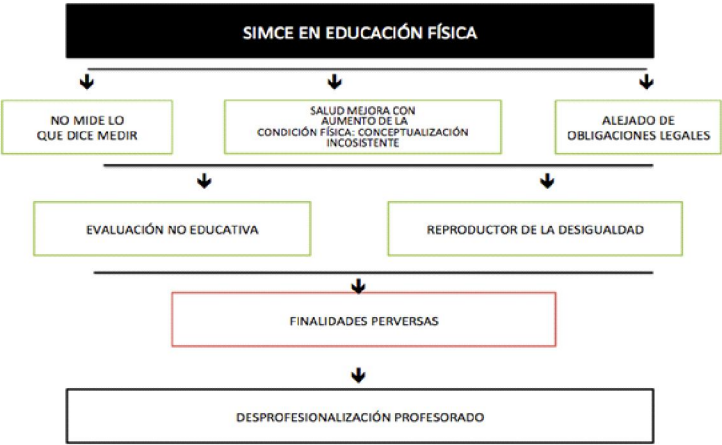 SIMCE EN EDUCACIÓN FÍSICA
NO MIDE LO
QUE DICE MEDIR
SALUD MEJORA CON
AUMENTO DE LA
CONDICIÓN FÍSICA: CONCEPTUALIZACIÓN
INCOSISTENTE
ALEJADO DE
OBLIGACIONES LEGALES
EVALUACIÓN NO EDUCATIVA
REPRODUCTOR DE LA DESIGUALDAD
FINALIDADES PERVERSAS
DESPROFESIONALIZACIÓN PROFESORADO